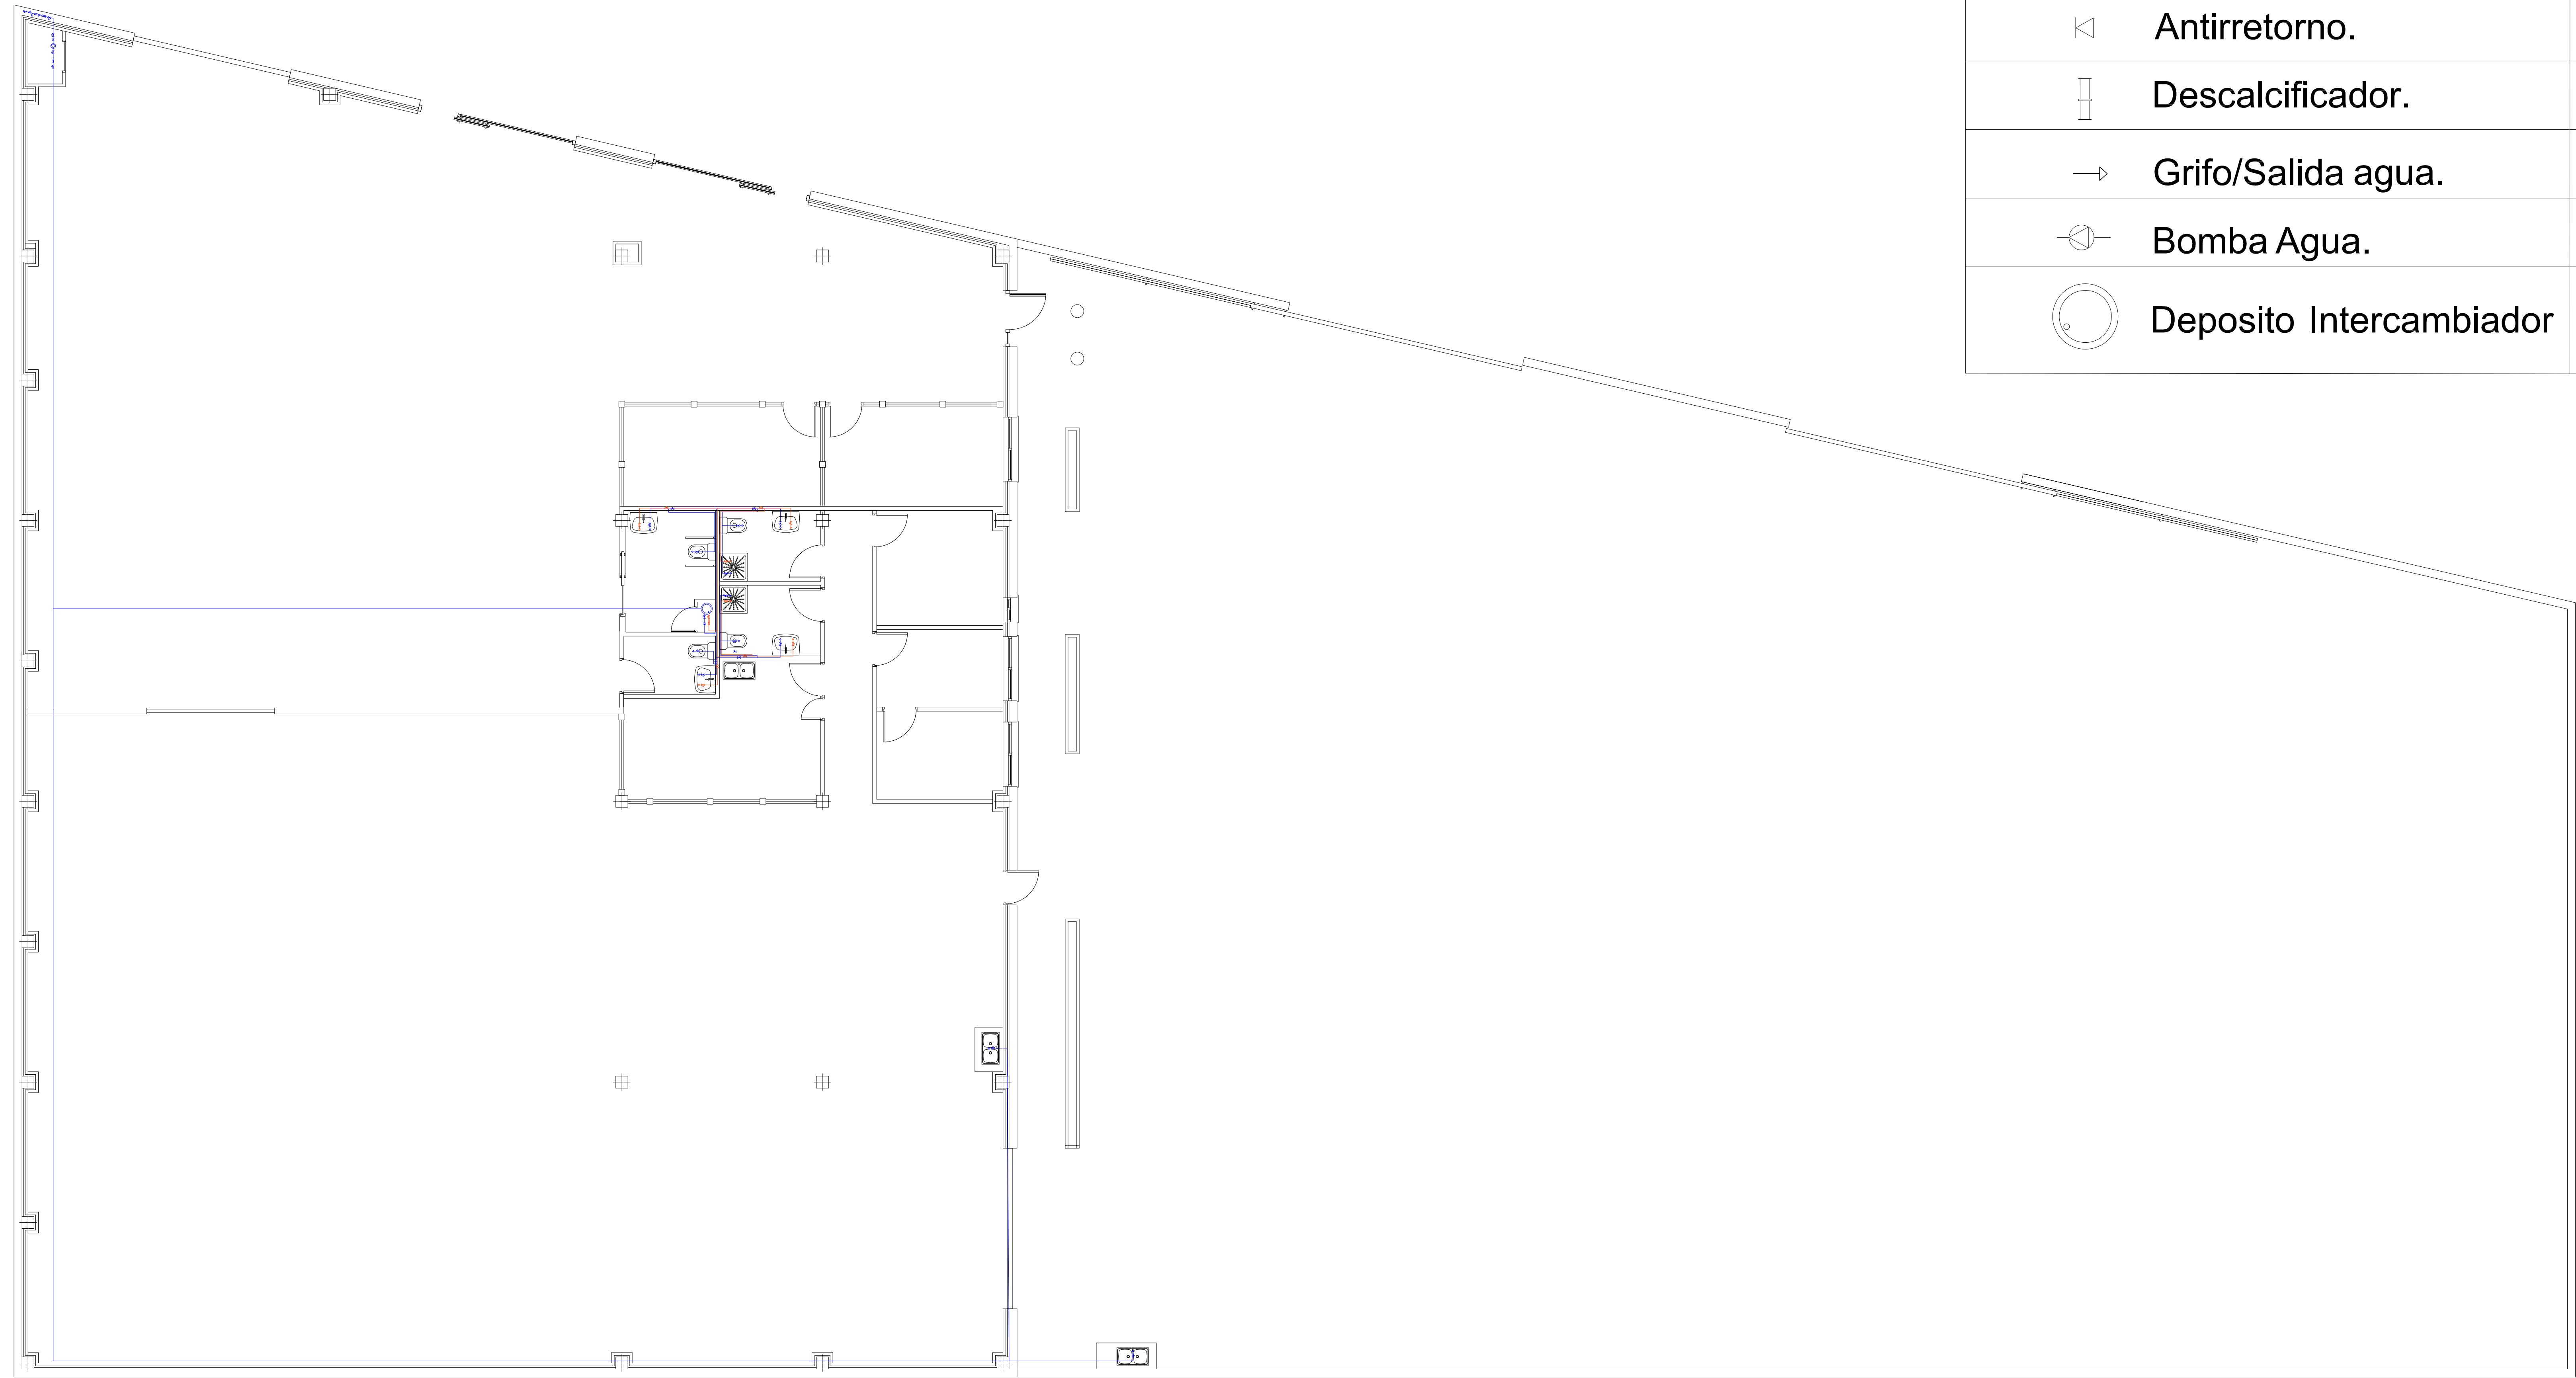 Antirretorno.
Descalcificador.
Grifo/Salida agua.
Bomba Agua.
Deposito Intercambiador